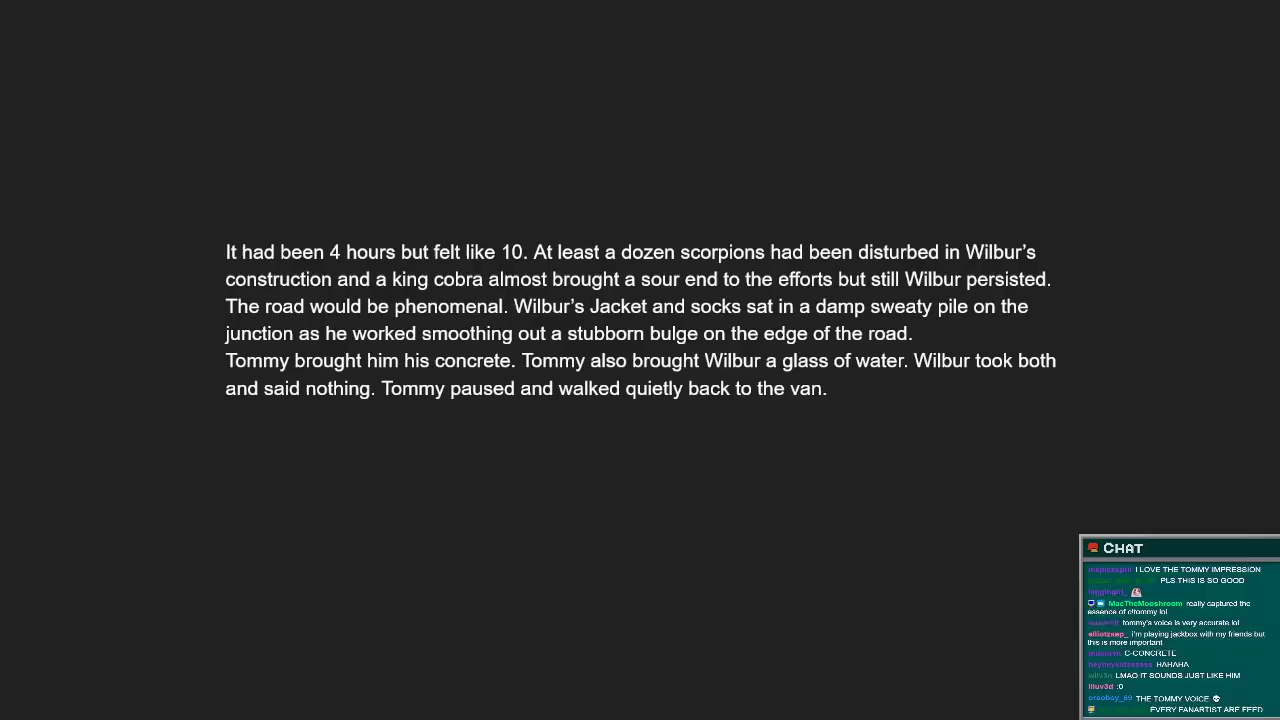 It had been 4 hours but felt like 10. At least a dozen scorpions had been disturbed in Wilbur’s
construction and a king cobra almost brought a sour end to the efforts but still Wilbur persisted.
The road would be phenomenal. Wilbur’s Jacket and socks sat in a damp sweaty pile on the
junction as he worked smoothing out a stubborn bulge on the edge of the road.
Tommy brought him his concrete. Tommy also brought Wilbur a glass of water. Wilbur took both
and said nothing. Tommy paused and walked quietly back to the van.
CHAT
I LOVE THE TOMMY IMPRESSION
PLS THIS IS SO GOOD
MacTheMooshroom really captured the
essence of c!tommy lol
tommy's voice is very accurate lol
elliotzaap_ i'm playing jackbox with my friends but
this is more important
C-CONCRETE
HAHAHA
LMAO IT SOUNDS JUST LIKE HIM
:0
THE TOMMY VOICE
EVERY FANARTIST ARE FEED